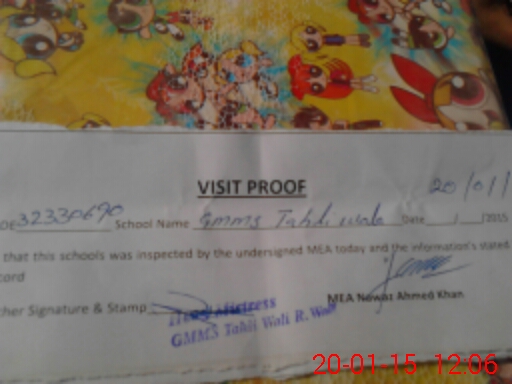 VISIT PROOF
20/01/
ODE 32330690 School Name GMMS Tahli wala Date / /2015
that this schools was inspected by the undersigned MEA today and the information's stated
cord
cher Signature & Stamp
MEA Nawaz Ahmed Khan
Head Mistress
GMMS Tahli Wali R. Wali
20-01-15 12:06